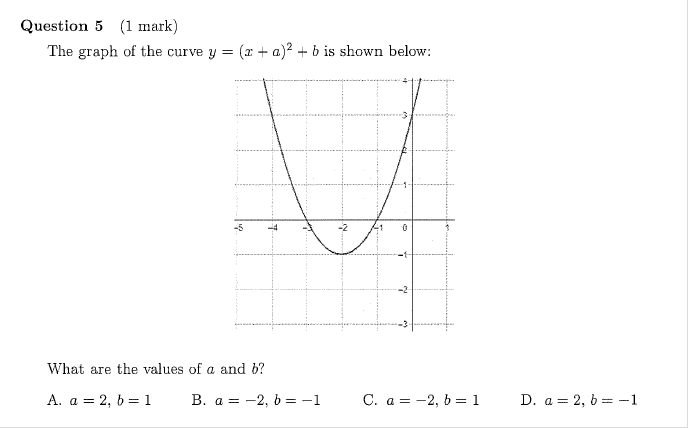 Question 5 (1 mark)
The graph of the curve y = (x + a)² + b is shown below:
4
3
2
1
-5 -4 -3 -2 -1 0 1
-1
-2
-3
What are the values of a and b?
A. a = 2, b = 1 B. a = −2, b = −1 C. a = −2, b = 1 D. a = 2, b = −1